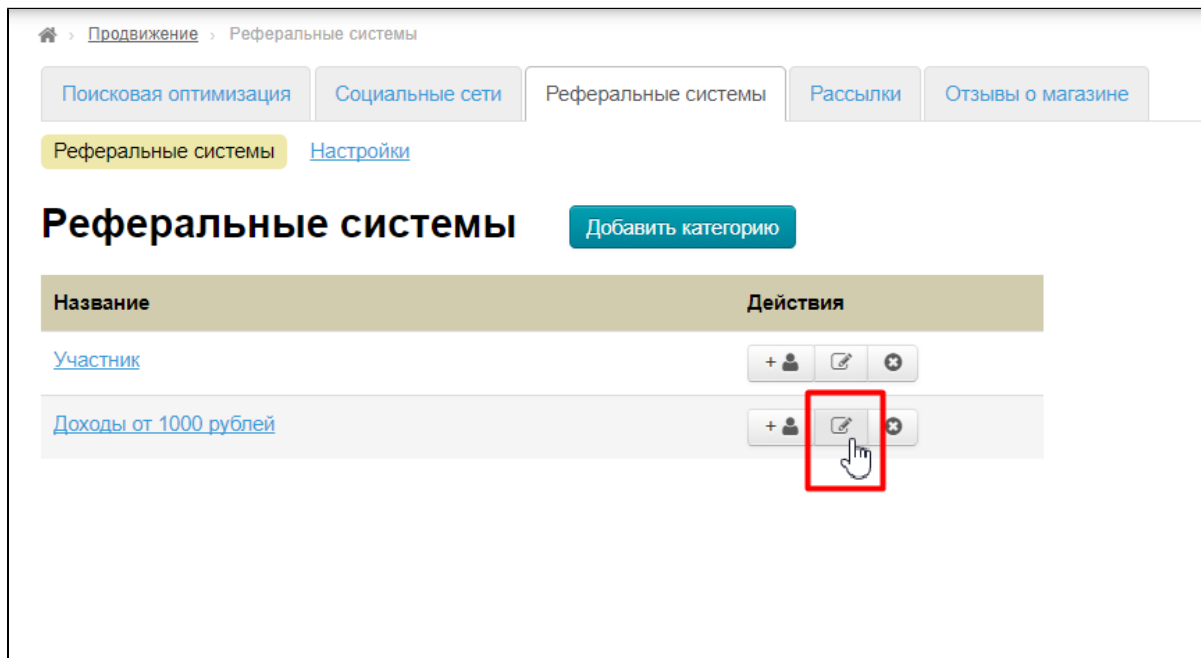 Продвижение › Реферальные системы
Поисковая оптимизация Социальные сети Реферальные системы Рассылки Отзывы о магазине
Реферальные системы Настройки
Реферальные системы Добавить категорию
Название Действия
Участник +
Доходы от 1000 рублей +